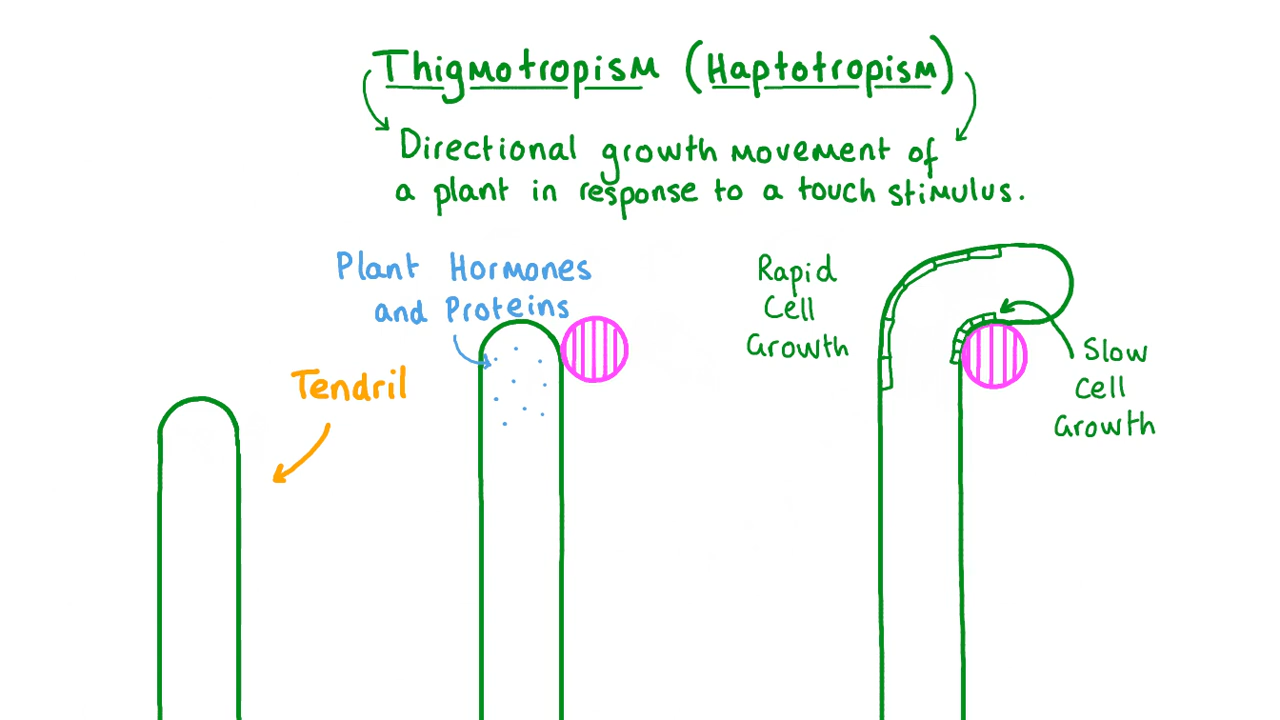 Thigmotropism (Haptotropism)
Directional growth movement of
a plant in response to a touch stimulus.
Plant Hormones
and Proteins
Tendril
Rapid
Cell
Growth
Slow
Cell
Growth